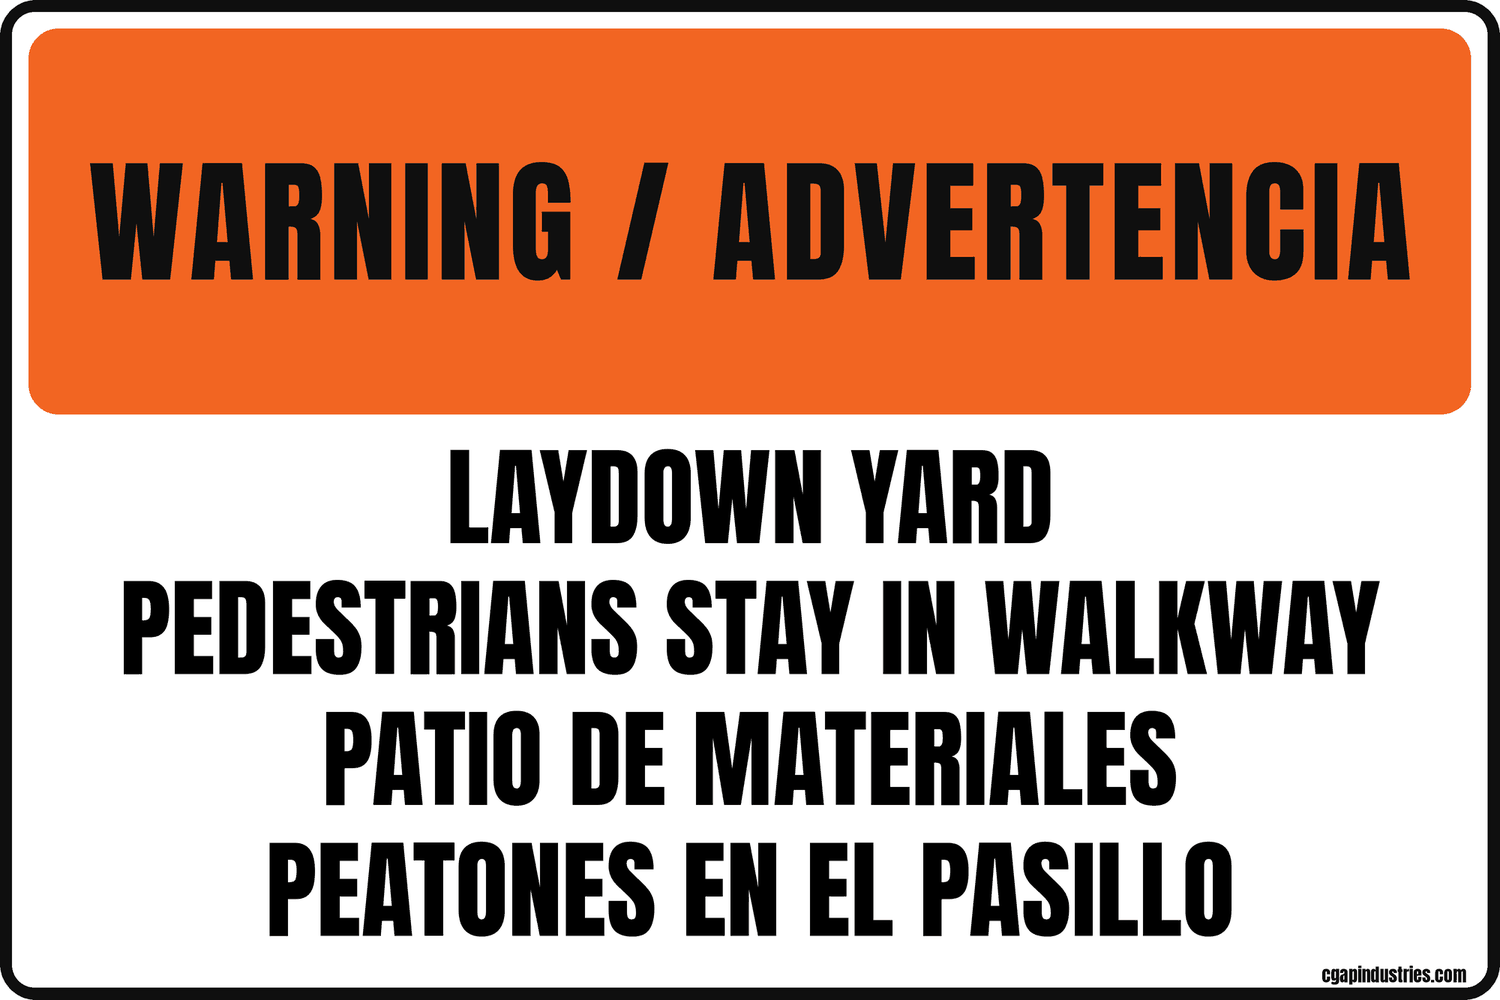 WARNING / ADVERTENCIA
LAYDOWN YARD
PEDESTRIANS STAY IN WALKWAY
PATIO DE MATERIALES
PEATONES EN EL PASILLO
cgapindustries.com